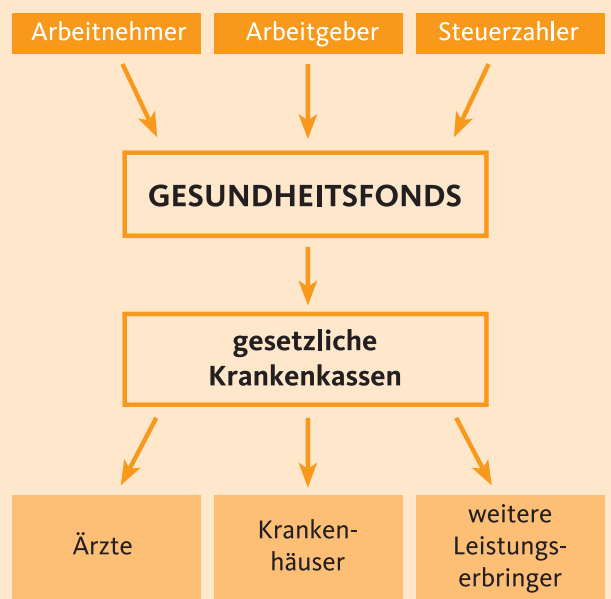 Arbeitnehmer
Arbeitgeber
Steuerzahler
GESUNDHEITSFONDS
gesetzliche
Krankenkassen
Ärzte
Kranken-
häuser
weitere
Leistungs-
erbringer